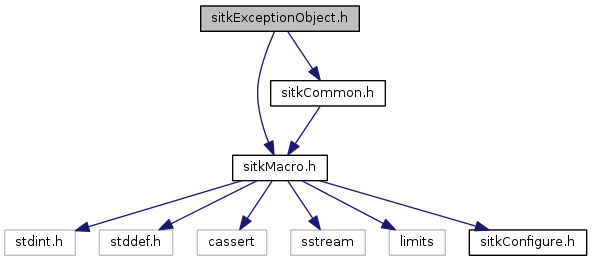 sitkExceptionObject.h
sitkCommon.h
sitkMacro.h
stdint.h
stddef.h
cassert
sstream
limits
sitkConfigure.h